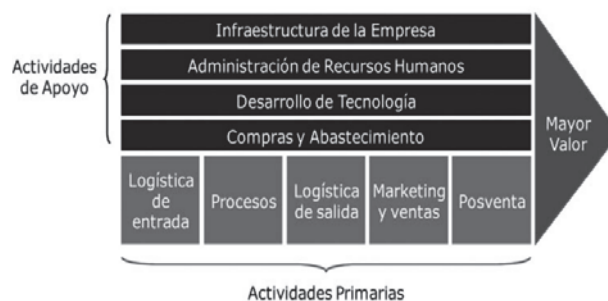 Actividades
de Apoyo
Infraestructura de la Empresa
Administración de Recursos Humanos
Desarrollo de Tecnología
Compras y Abastecimiento
Logística
de
entrada
Procesos
Logística
de salida
Marketing
y ventas
Posventa
Mayor
Valor
Actividades Primarias